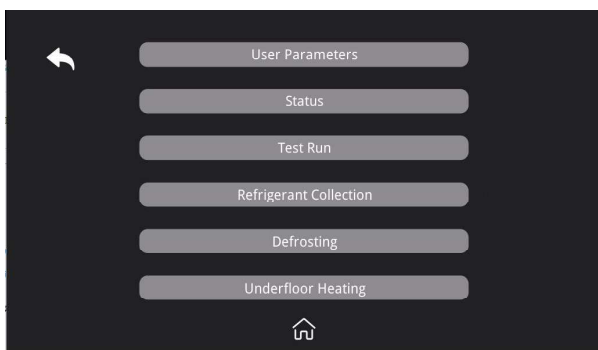 User Parameters
Status
Test Run
Refrigerant Collection
Defrosting
Underfloor Heating